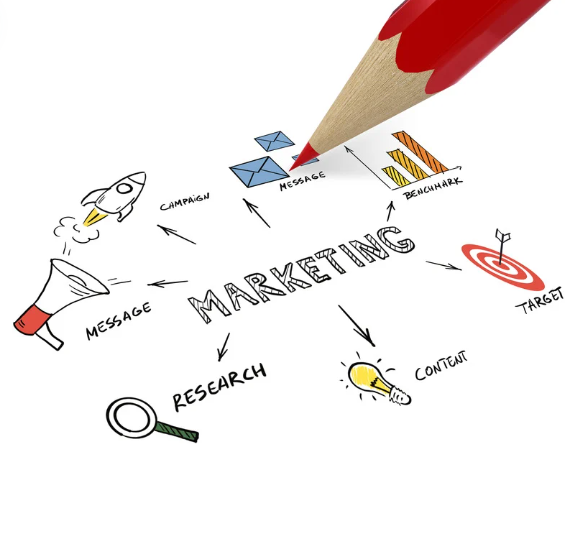 CAMPAIGN
MESSAGE
BENCHMARK
MARKETING
TARGET
MESSAGE
CONTENT
RESEARCH